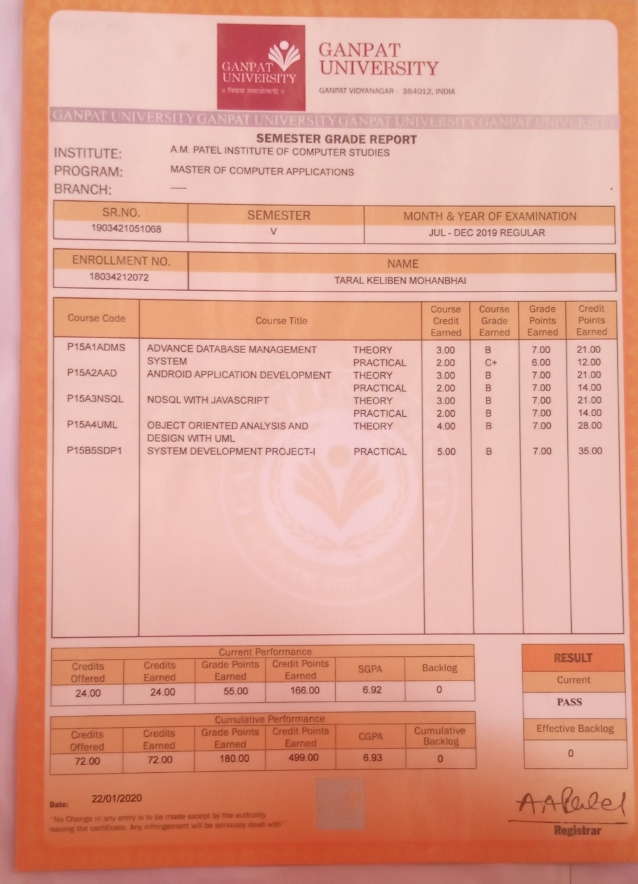 GANPAT
UNIVERSITY
॥ विद्या समाजोत्कर्षः ॥
GANPAT
UNIVERSITY
GANPAT VIDYANAGAR - 384012, INDIA
GANPAT UNIVERSITY GANPAT UNIVERSITY GANPAT UNIVERSITY GANPAT UNIVERSITY
SEMESTER GRADE REPORT
INSTITUTE: A.M. PATEL INSTITUTE OF COMPUTER STUDIES
PROGRAM: MASTER OF COMPUTER APPLICATIONS
BRANCH: ----
SR.NO. SEMESTER MONTH & YEAR OF EXAMINATION
1903421051068 V JUL - DEC 2019 REGULAR
ENROLLMENT NO. NAME
18034212072 TARAL KELIBEN MOHANBHAI
Course Code Course Title Course Credit Earned Course Grade Earned Grade Points Earned Credit Points Earned
P15A1ADMS ADVANCE DATABASE MANAGEMENT THEORY 3.00 B 7.00 21.00
SYSTEM PRACTICAL 2.00 C+ 6.00 12.00
P15A2AAD ANDROID APPLICATION DEVELOPMENT THEORY 3.00 B 7.00 21.00
PRACTICAL 2.00 B 7.00 14.00
P15A3NSQL NOSQL WITH JAVASCRIPT THEORY 3.00 B 7.00 21.00
PRACTICAL 2.00 B 7.00 14.00
P15A4UML OBJECT ORIENTED ANALYSIS AND THEORY 4.00 B 7.00 28.00
DESIGN WITH UML
P15B5SDP1 SYSTEM DEVELOPMENT PROJECT-I PRACTICAL 5.00 B 7.00 35.00
Current Performance
Credits Offered Credits Earned Grade Points Earned Credit Points Earned SGPA Backlog
24.00 24.00 55.00 166.00 6.92 0
RESULT
Current
PASS
Effective Backlog
0
Cumulative Performance
Credits Offered Credits Earned Grade Points Earned Credit Points Earned CGPA Cumulative Backlog
72.00 72.00 180.00 499.00 6.93 0
Date: 22/01/2020
"No Change in any entry is to be made except by the authority
issuing the certificate. Any infringement will be seriously dealt with"
AAPatel
Registrar